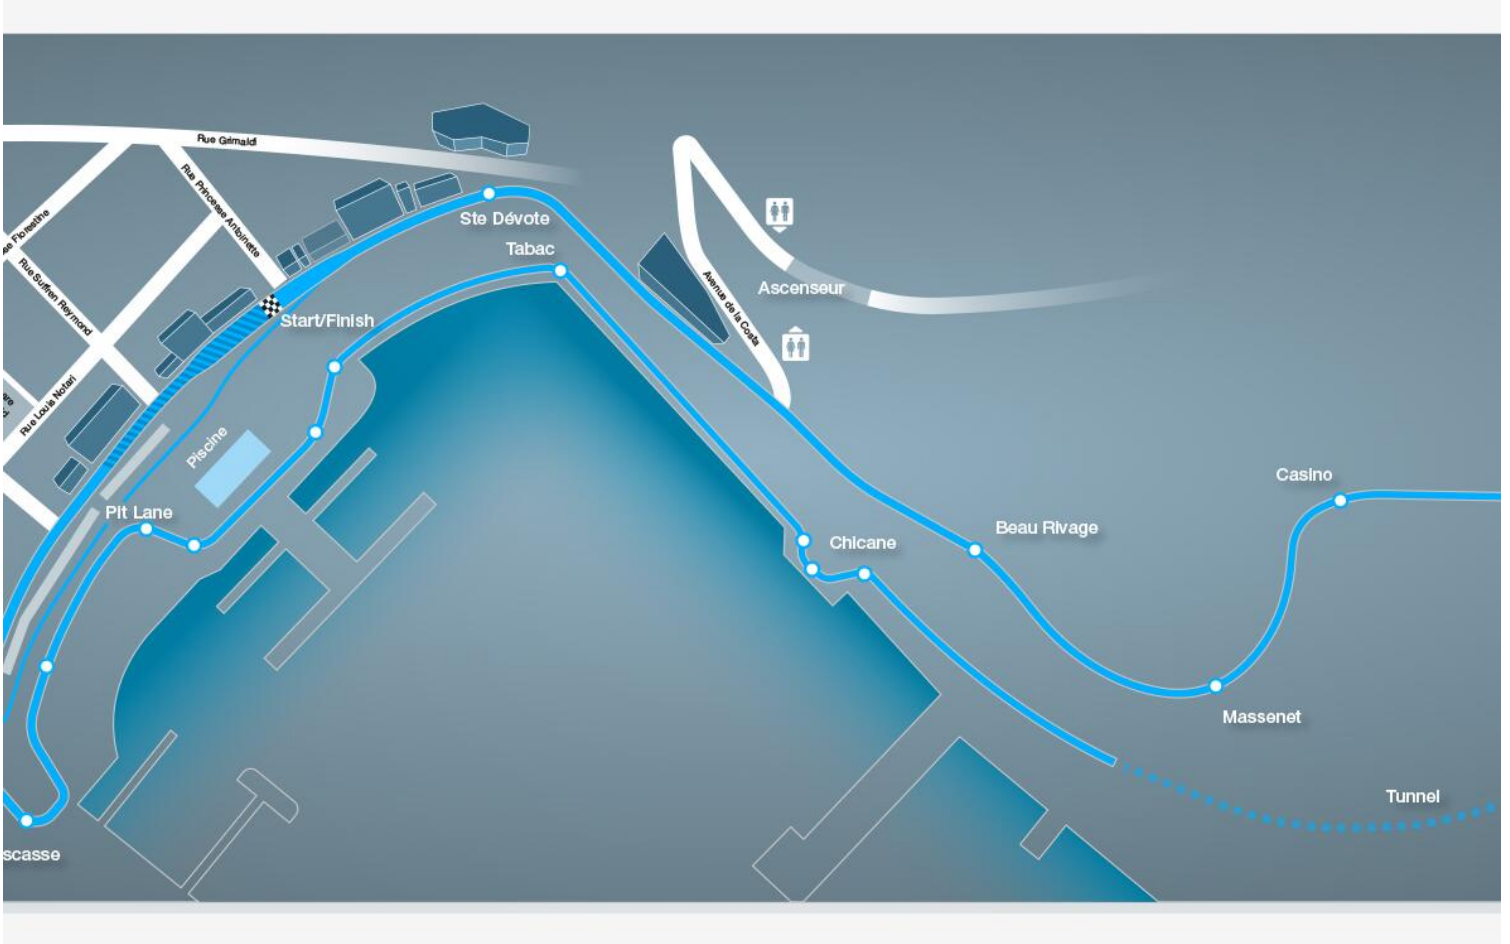 Rue Grimaldi
Rue Princesse Antoinette
Ste Dévote
Tabac
Florestine
Rue Suffren Reymond
Ascenseur
Avenue de la Costa
Start/Finish
Rue Louis Notari
Piscine
Casino
Pit Lane
Chicane
Beau Rivage
Massenet
Tunnel
scasse